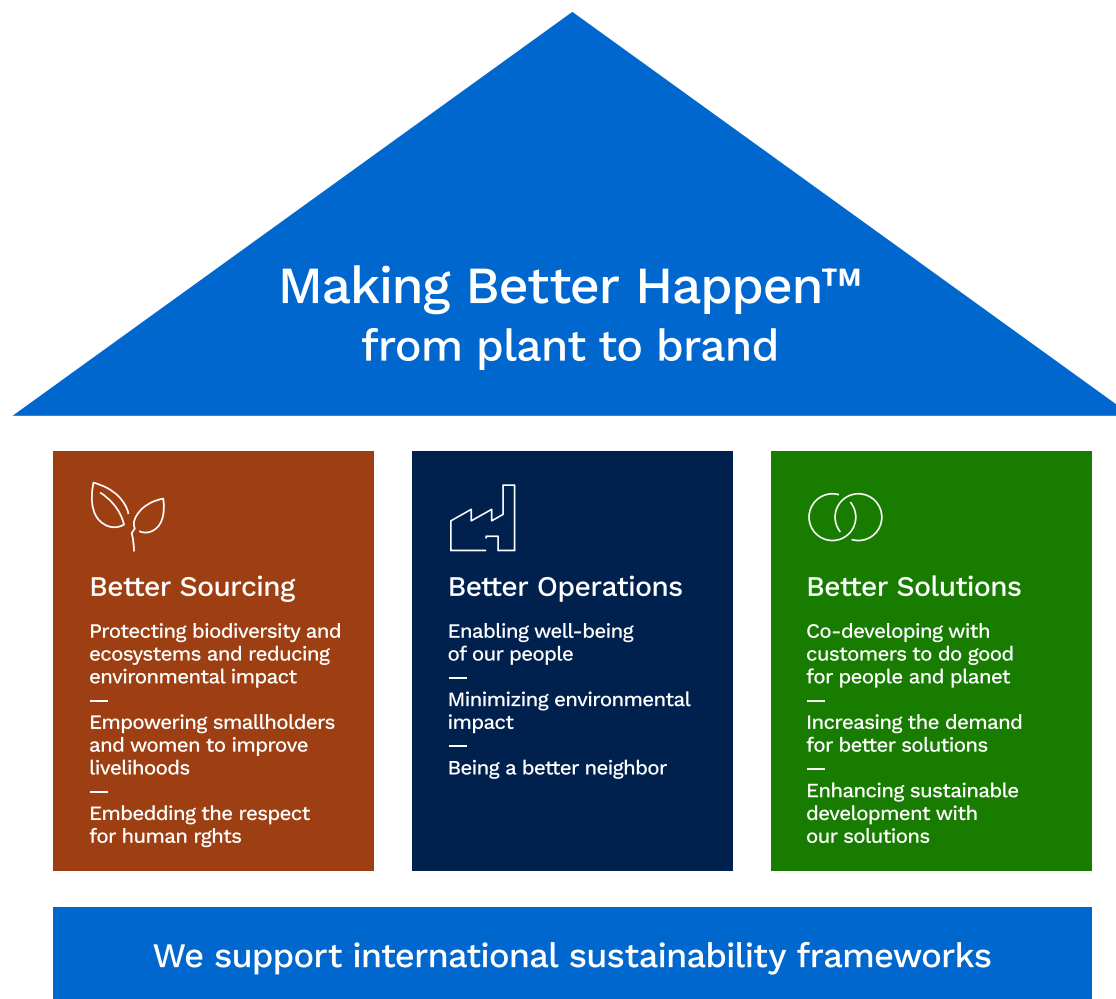 Making Better Happen™
from plant to brand
Better Sourcing
Protecting biodiversity and
ecosystems and reducing
environmental impact
Empowering smallholders
and women to improve
livelihoods
Embedding the respect
for human rghts
Better Operations
Enabling well-being
of our people
Minimizing environmental
impact
Being a better neighbor
Better Solutions
Co-developing with
customers to do good
for people and planet
Increasing the demand
for better solutions
Enhancing sustainable
development with
our solutions
We support international sustainability frameworks